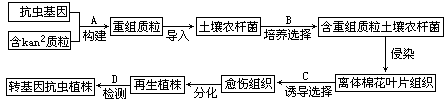 抗虫基因
含kan²质粒
A
构建
重组质粒
导入
土壤农杆菌
B
培养选择
含重组质粒土壤农杆菌
侵染
离体棉花叶片组织
C
诱导选择
愈伤组织
分化
再生植株
D
检测
转基因抗虫植株